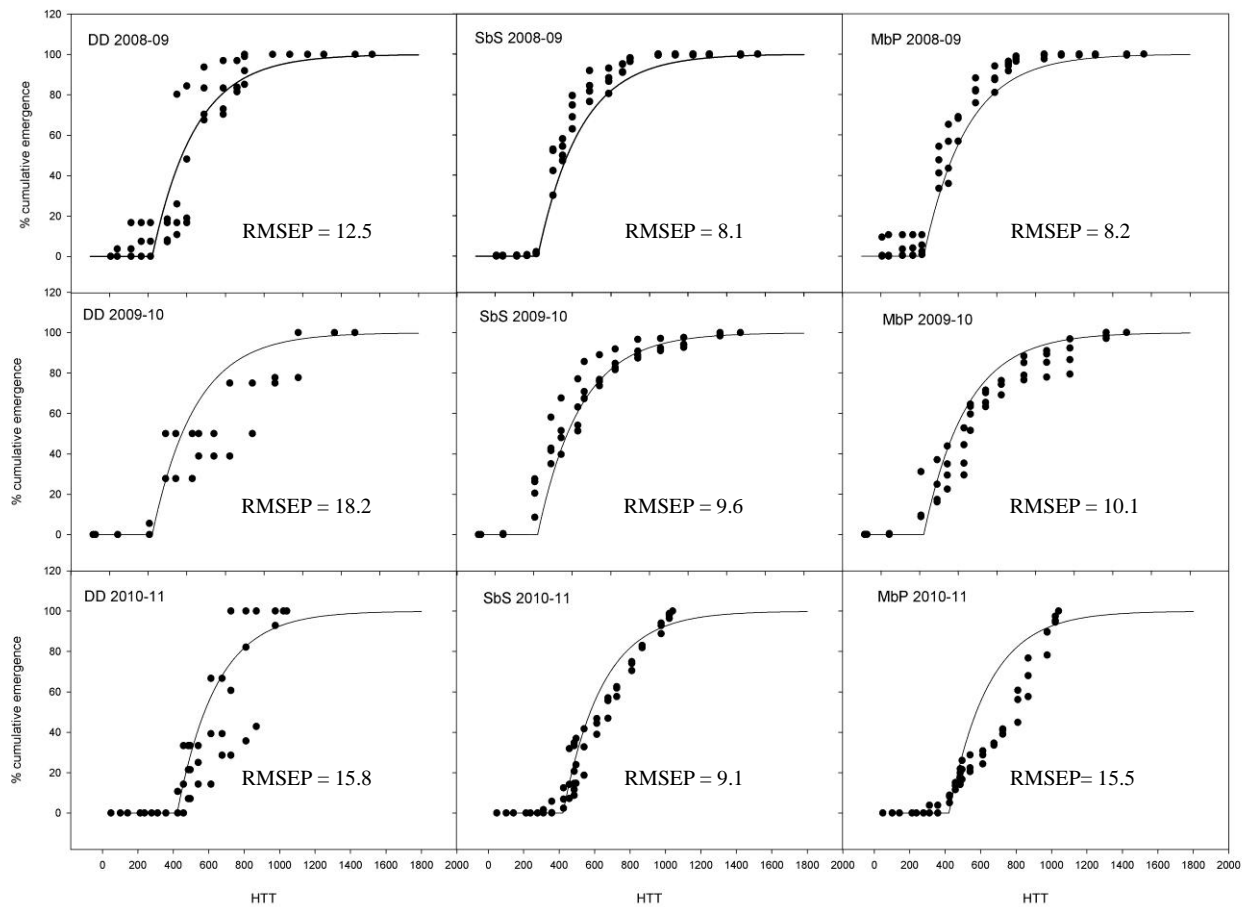 120
100
80
60
40
20
0
% cumulative emergence
DD 2008-09
RMSEP = 12.5
SbS 2008-09
RMSEP = 8.1
MbP 2008-09
RMSEP = 8.2
120
100
80
60
40
20
0
% cumulative emergence
DD 2009-10
RMSEP = 18.2
SbS 2009-10
RMSEP = 9.6
MbP 2009-10
RMSEP = 10.1
120
100
80
60
40
20
0
% cumulative emergence
DD 2010-11
RMSEP = 15.8
SbS 2010-11
RMSEP = 9.1
MbP 2010-11
RMSEP= 15.5
0 200 400 600 800 1000 1200 1400 1600 1800 2000
0 200 400 600 800 1000 1200 1400 1600 1800 2000
0 200 400 600 800 1000 1200 1400 1600 1800 2000
HTT
HTT
HTT